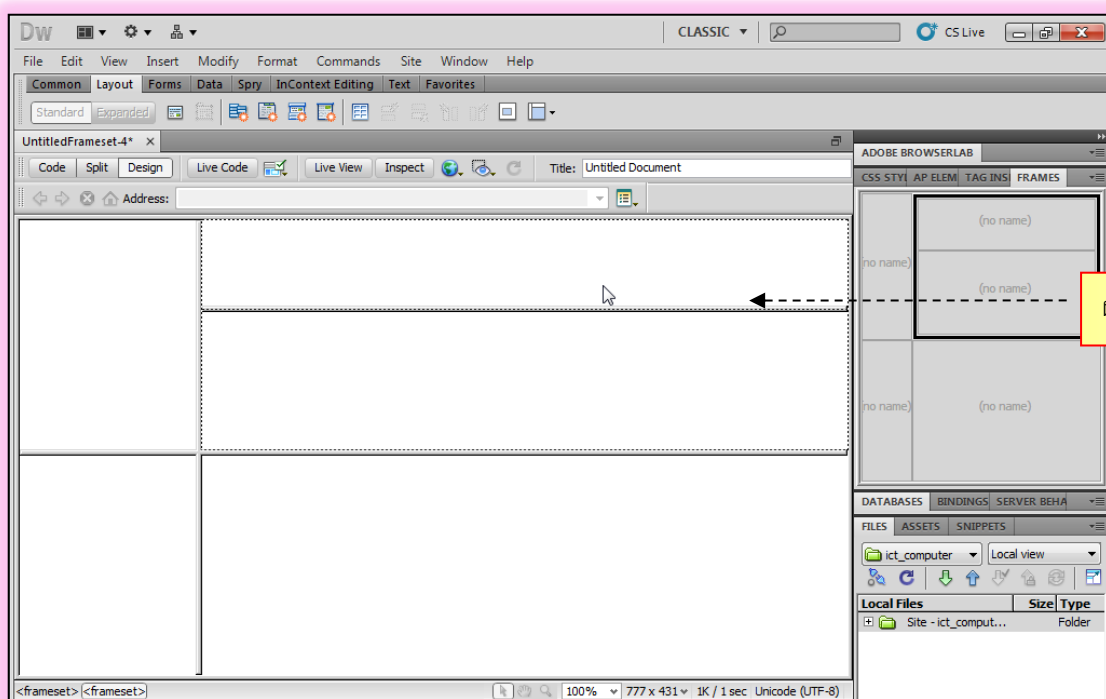 Dw CLASSIC CS Live
File Edit View Insert Modify Format Commands Site Window Help
Common Layout Forms Data Spry InContext Editing Text Favorites
Standard Expanded
UntitledFrameset-4* ×
Code Split Design Live Code Live View Inspect Title: Untitled Document
Address:
ADOBE BROWSERLAB
CSS STYL AP ELEM TAG INS FRAMES
(no name)
(no name)
(no name)
(no name)
(no name)
DATABASES BINDINGS SERVER BEHA
FILES ASSETS SNIPPETS
ict_computer Local view
Local Files Size Type
Site - ict_comput... Folder
<frameset> <frameset> 100% 777 x 431 1K / 1 sec Unicode (UTF-8)